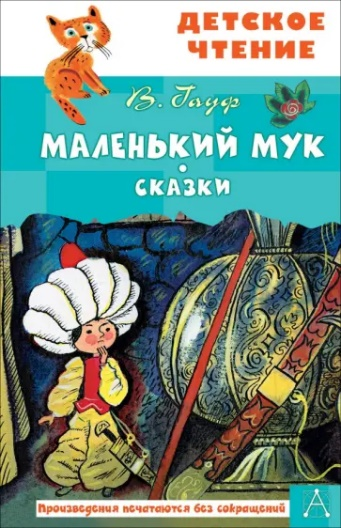 ДЕТСКОЕ
ЧТЕНИЕ
В. Гауф
МАЛЕНЬКИЙ МУК
•
СКАЗКИ
Произведения печатаются без сокращений
А